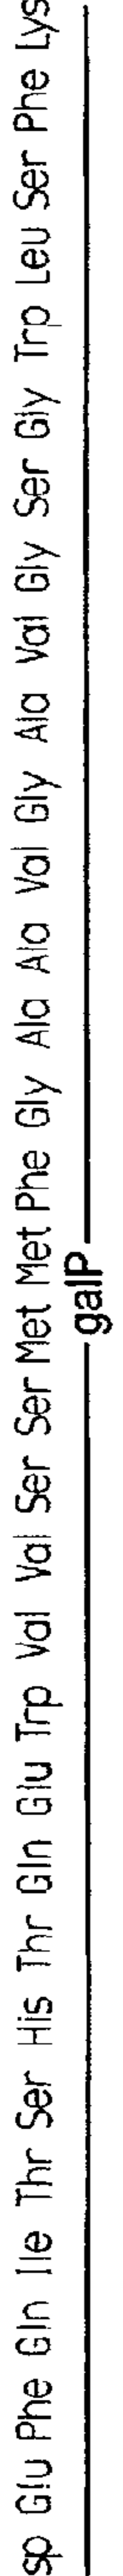 sp Glu Phe Gln Ile Thr Ser His Thr Gln Glu Trp Val Val Ser Ser Met Met Phe Gly Ala Ala Val Gly Ala Val Gly Ser Gly Trp Leu Ser Phe Lys
galP